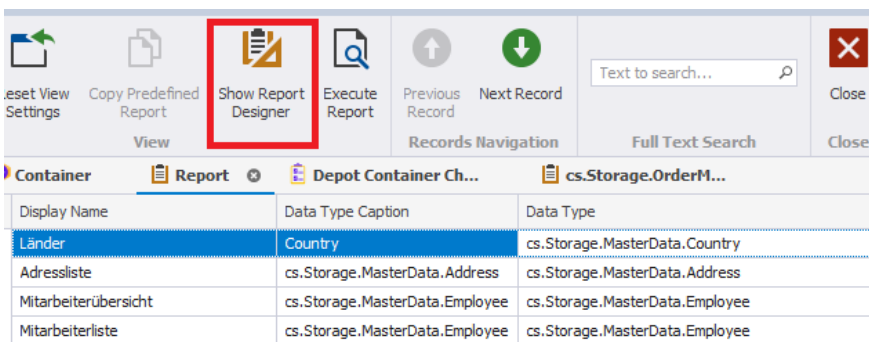 eset View Settings
Copy Predefined Report
Show Report Designer
Execute Report
Previous Record
Next Record
Text to search...
Close
View
Records Navigation
Full Text Search
Close
Container
Report
Depot Container Ch...
cs.Storage.OrderM...
Display Name Data Type Caption Data Type
Länder Country cs.Storage.MasterData.Country
Adressliste cs.Storage.MasterData.Address cs.Storage.MasterData.Address
Mitarbeiterübersicht cs.Storage.MasterData.Employee cs.Storage.MasterData.Employee
Mitarbeiterliste cs.Storage.MasterData.Employee cs.Storage.MasterData.Employee